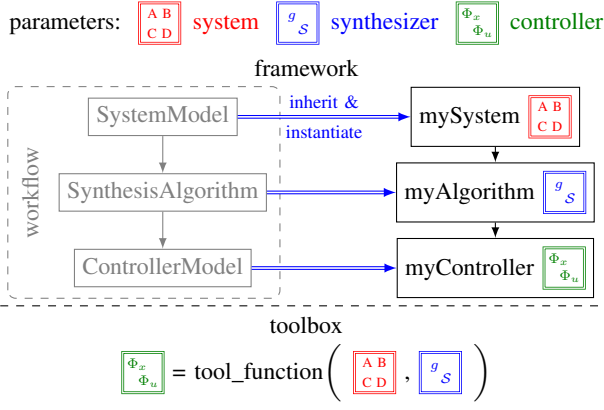 parameters: A B C D system g 𝒮 synthesizer Φx Φu controller
framework
workflow
SystemModel
inherit &
instantiate
mySystem A B C D
SynthesisAlgorithm
myAlgorithm g 𝒮
ControllerModel
myController Φx Φu
toolbox
Φx Φu = tool_function( A B C D , g 𝒮 )